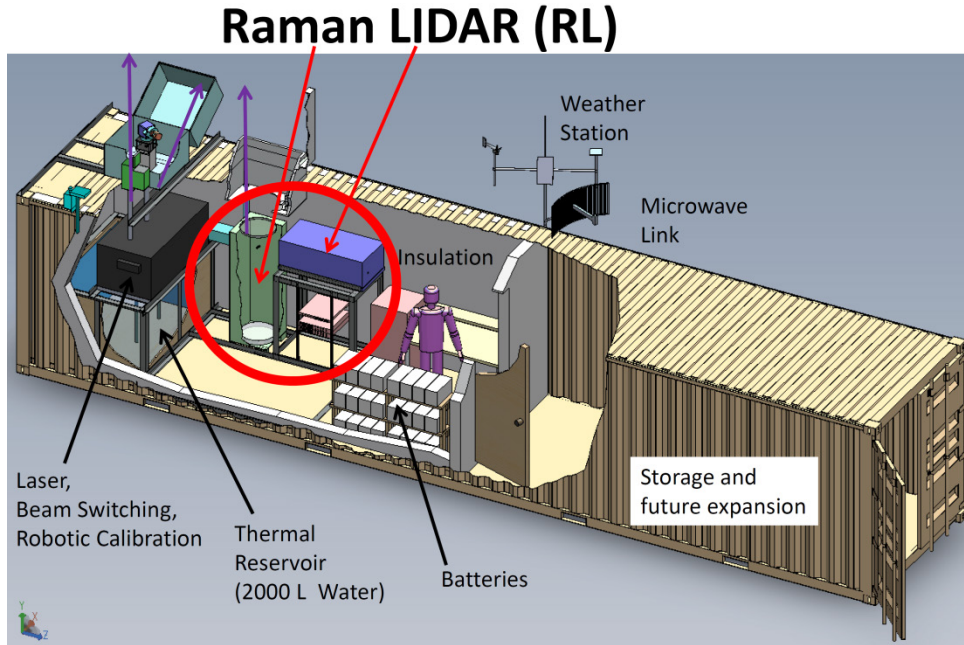 Raman LIDAR (RL)
Weather
Station
Microwave
Link
Insulation
Laser,
Beam Switching,
Robotic Calibration
Thermal
Reservoir
(2000 L Water)
Batteries
Storage and
future expansion
Y
X
Z